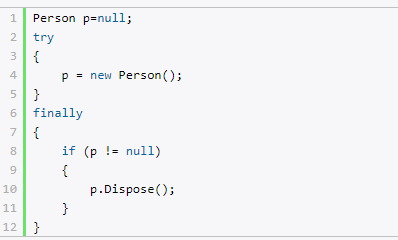 1 Person p=null;
2 try
3 {
4     p = new Person();
5 }
6 finally
7 {
8     if (p != null)
9     {
10         p.Dispose();
11     }
12 }